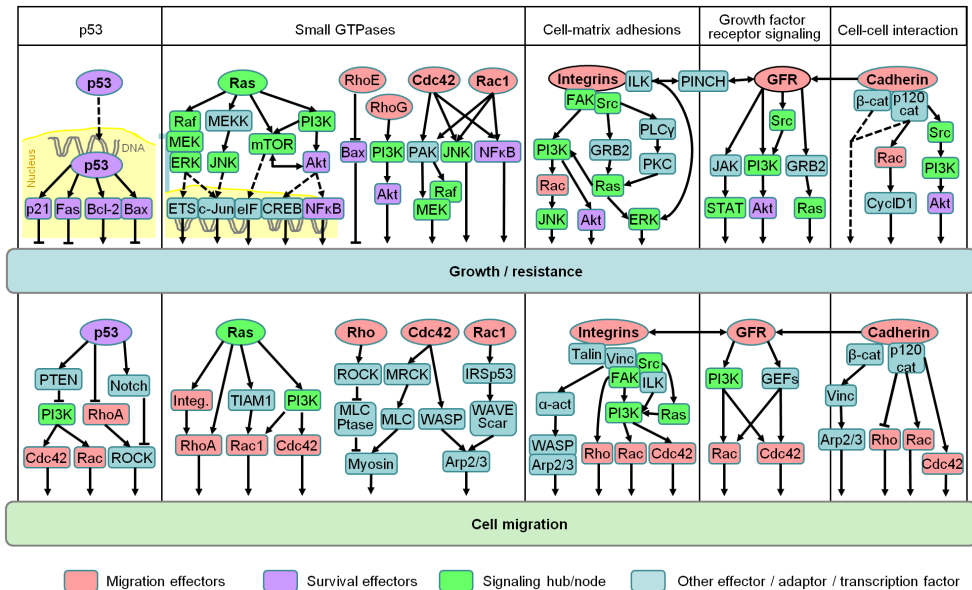 p53
Small GTPases
Cell-matrix adhesions
Growth factor
receptor signaling
Cell-cell interaction
p53
Nucleus
DNA
p53
p21
Fas
Bcl-2
Bax
Ras
Raf
MEK
ERK
MEKK
JNK
mTOR
PI3K
Akt
ETS
c-Jun
eIF
CREB
NFκB
RhoE
RhoG
Cdc42
Rac1
Bax
PI3K
PAK
JNK
NFκB
Akt
Raf
MEK
Integrins
ILK
PINCH
FAK
Src
PLCγ
PI3K
GRB2
PKC
Rac
Ras
JNK
Akt
ERK
GFR
Src
JAK
PI3K
GRB2
STAT
Akt
Ras
Cadherin
β-cat
p120
cat
Src
Rac
PI3K
CyclD1
Akt
Growth / resistance
p53
PTEN
Notch
PI3K
RhoA
Cdc42
Rac
ROCK
Ras
Integ.
TIAM1
PI3K
RhoA
Rac1
Cdc42
Rho
Cdc42
Rac1
ROCK
MRCK
IRSp53
MLC
Ptase
MLC
WASP
WAVE
Scar
Myosin
Arp2/3
Integrins
Talin
Vinc
Src
FAK
ILK
α-act
PI3K
Ras
WASP
Arp2/3
Rho
Rac
Cdc42
GFR
PI3K
GEFs
Rac
Cdc42
Cadherin
β-cat
p120
cat
Vinc
Arp2/3
Rho
Rac
Cdc42
Cell migration
Migration effectors
Survival effectors
Signaling hub/node
Other effector / adaptor / transcription factor